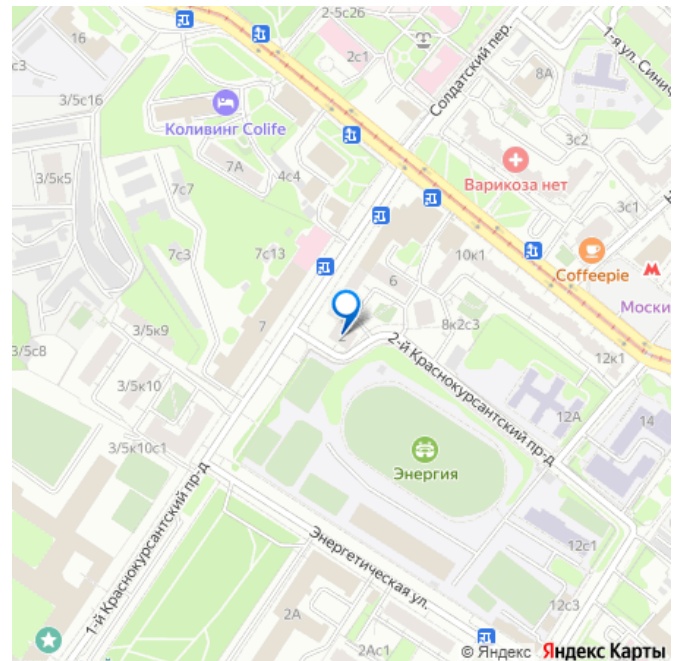 2-5с26
16
2с1
Солдатский пер.
1-я ул. Синич
с3
8А
3/5с16
Коливинг Colife
3с2
3/5к5
7А
4с4
Варикоза нет
7с7
3с1
7с3
7с13
10к1
Coffeepie
6
Моски
3/5к9
7
2
8к2с3
3/5с8
2-й Краснокурсантский пр-д
12к1
3/5к10
12А
14
3/5к10с1
Энергия
1-й Краснокурсантский пр-д
Энергетическая ул.
12с1
12с3
2А
2Ас1
© Яндекс Яндекс Карты